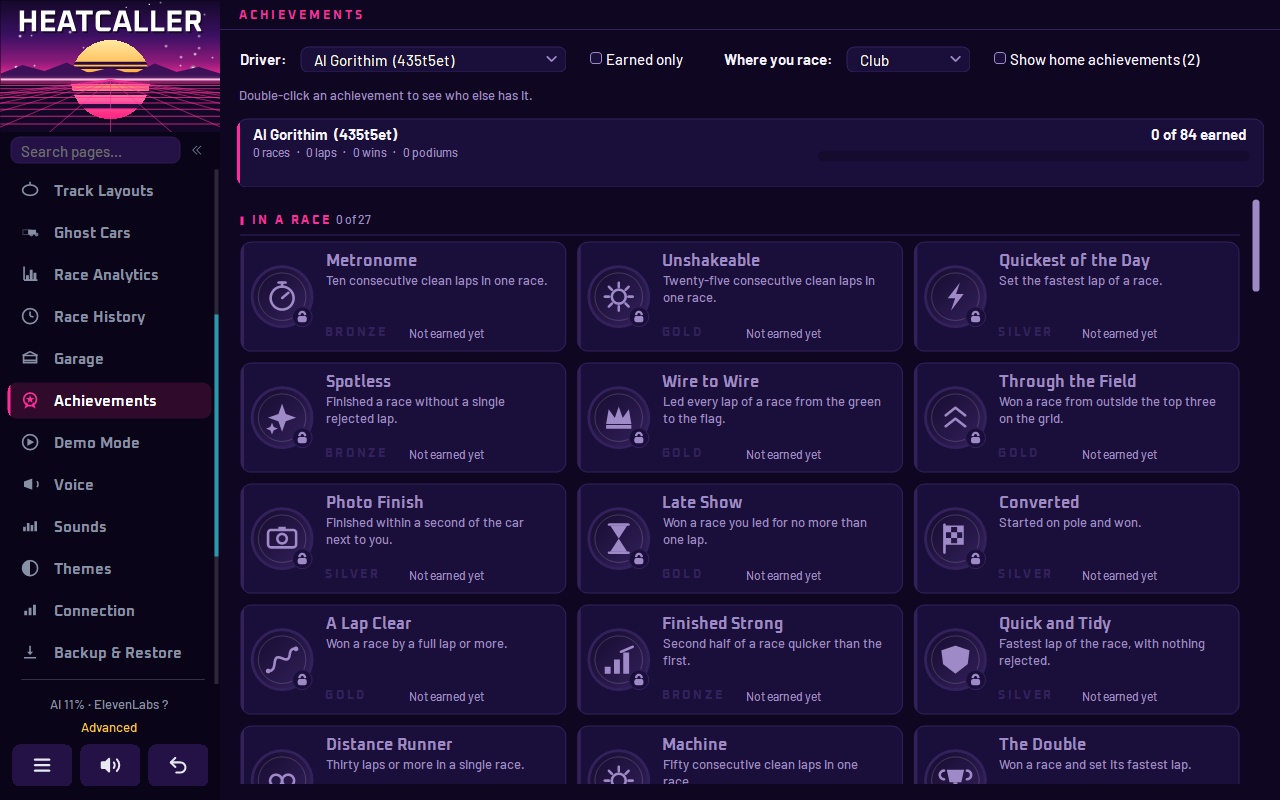 HEATCALLER
Search pages...
Track Layouts
Ghost Cars
Race Analytics
Race History
Garage
Achievements
Demo Mode
Voice
Sounds
Themes
Connection
Backup & Restore
AI 11% · ElevenLabs ?
Advanced
ACHIEVEMENTS
Driver: Al Gorithim (435t5et) Earned only Where you race: Club Show home achievements (2)
Double-click an achievement to see who else has it.
Al Gorithim (435t5et) 0 of 84 earned
0 races · 0 laps · 0 wins · 0 podiums
IN A RACE 0 of 27
Metronome
Ten consecutive clean laps in one race.
BRONZE Not earned yet
Unshakeable
Twenty-five consecutive clean laps in
one race.
GOLD Not earned yet
Quickest of the Day
Set the fastest lap of a race.
SILVER Not earned yet
Spotless
Finished a race without a single
rejected lap.
BRONZE Not earned yet
Wire to Wire
Led every lap of a race from the green
to the flag.
GOLD Not earned yet
Through the Field
Won a race from outside the top three
on the grid.
GOLD Not earned yet
Photo Finish
Finished within a second of the car
next to you.
SILVER Not earned yet
Late Show
Won a race you led for no more than
one lap.
GOLD Not earned yet
Converted
Started on pole and won.
SILVER Not earned yet
A Lap Clear
Won a race by a full lap or more.
GOLD Not earned yet
Finished Strong
Second half of a race quicker than the
first.
BRONZE Not earned yet
Quick and Tidy
Fastest lap of the race, with nothing
rejected.
SILVER Not earned yet
Distance Runner
Thirty laps or more in a single race.
Machine
Fifty consecutive clean laps in one
race.
The Double
Won a race and set its fastest lap.